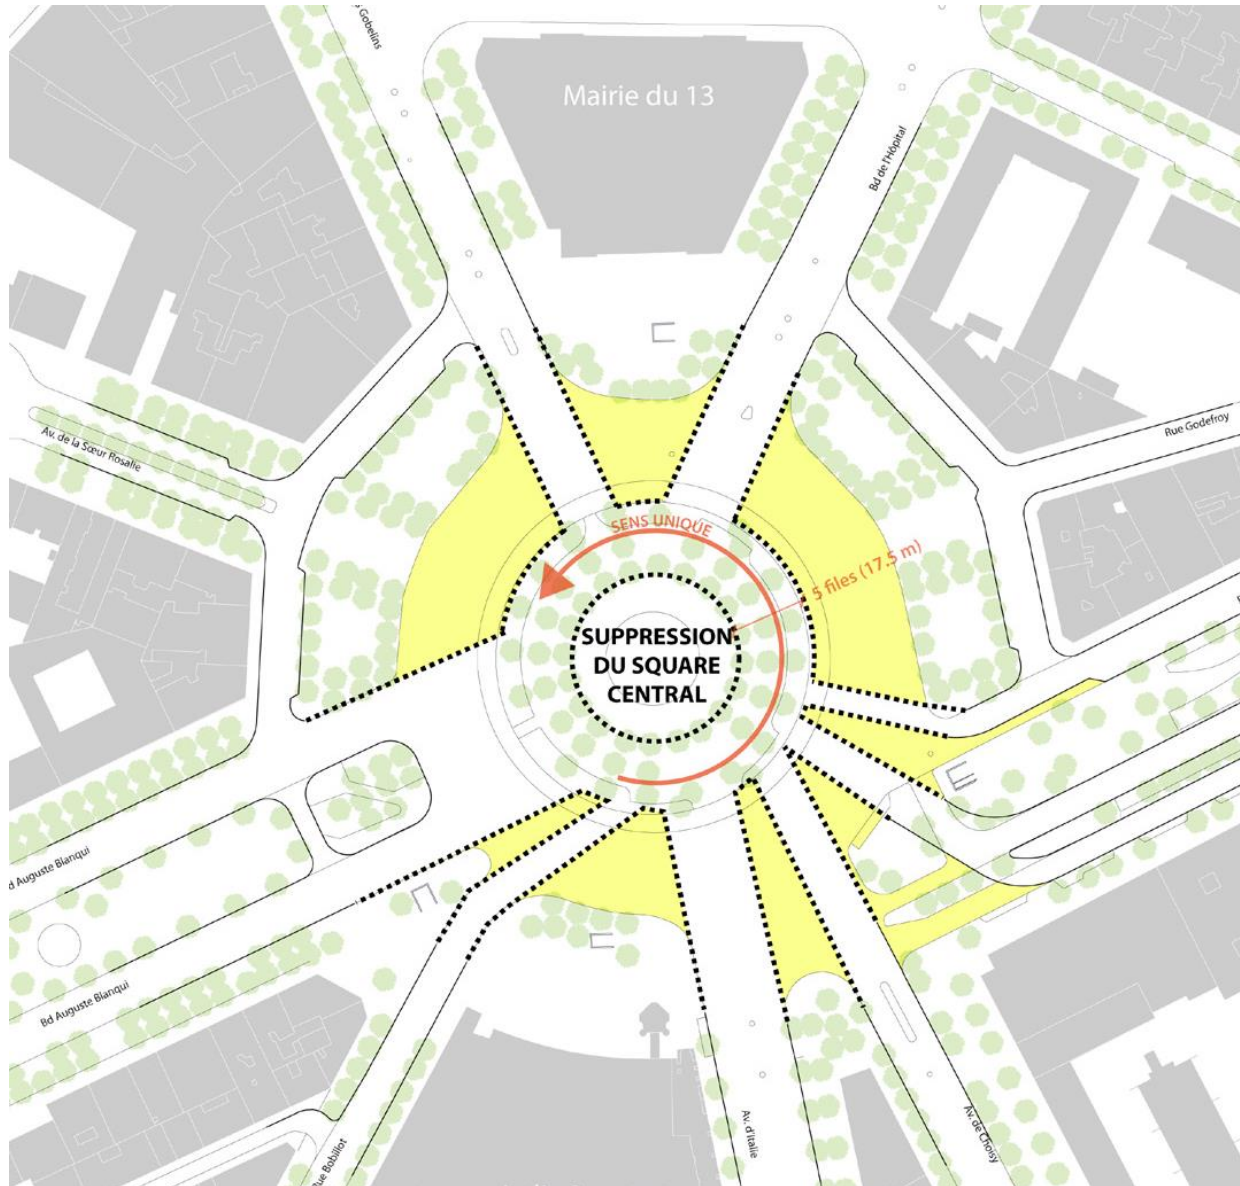 Gobelins
Mairie du 13
Bd de l'Hôpital
Rue Godefroy
Av. de la Sœur Rosalie
SENS UNIQUE
5 files (17.5 m)
SUPPRESSION
DU SQUARE
CENTRAL
d Auguste Blanqui
Bd Auguste Blanqui
Rue Bobillot
Av. d'Italie
Av. de Choisy